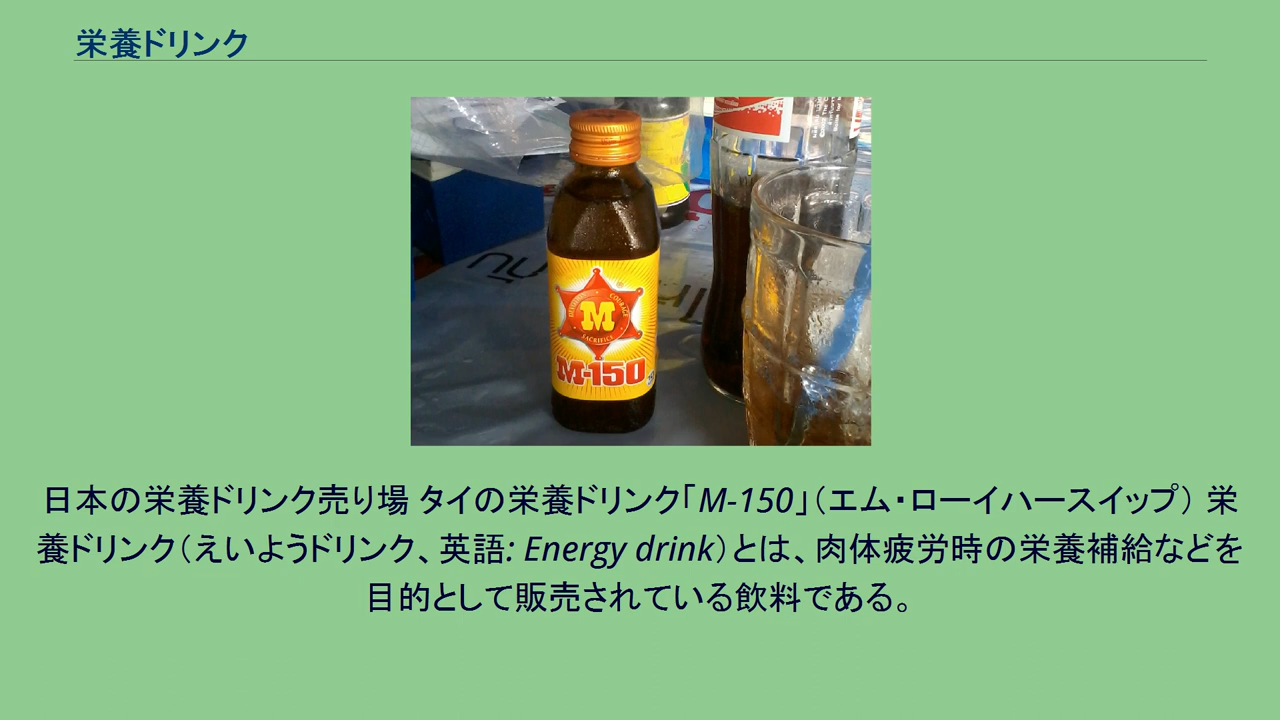 栄養ドリンク
M
COURAGE
SACRIFICE
M-150
日本の栄養ドリンク売り場 タイの栄養ドリンク「M-150」（エム・ローイハースイップ） 栄
養ドリンク（えいようドリンク、英語: Energy drink）とは、肉体疲労時の栄養補給などを
目的として販売されている飲料である。